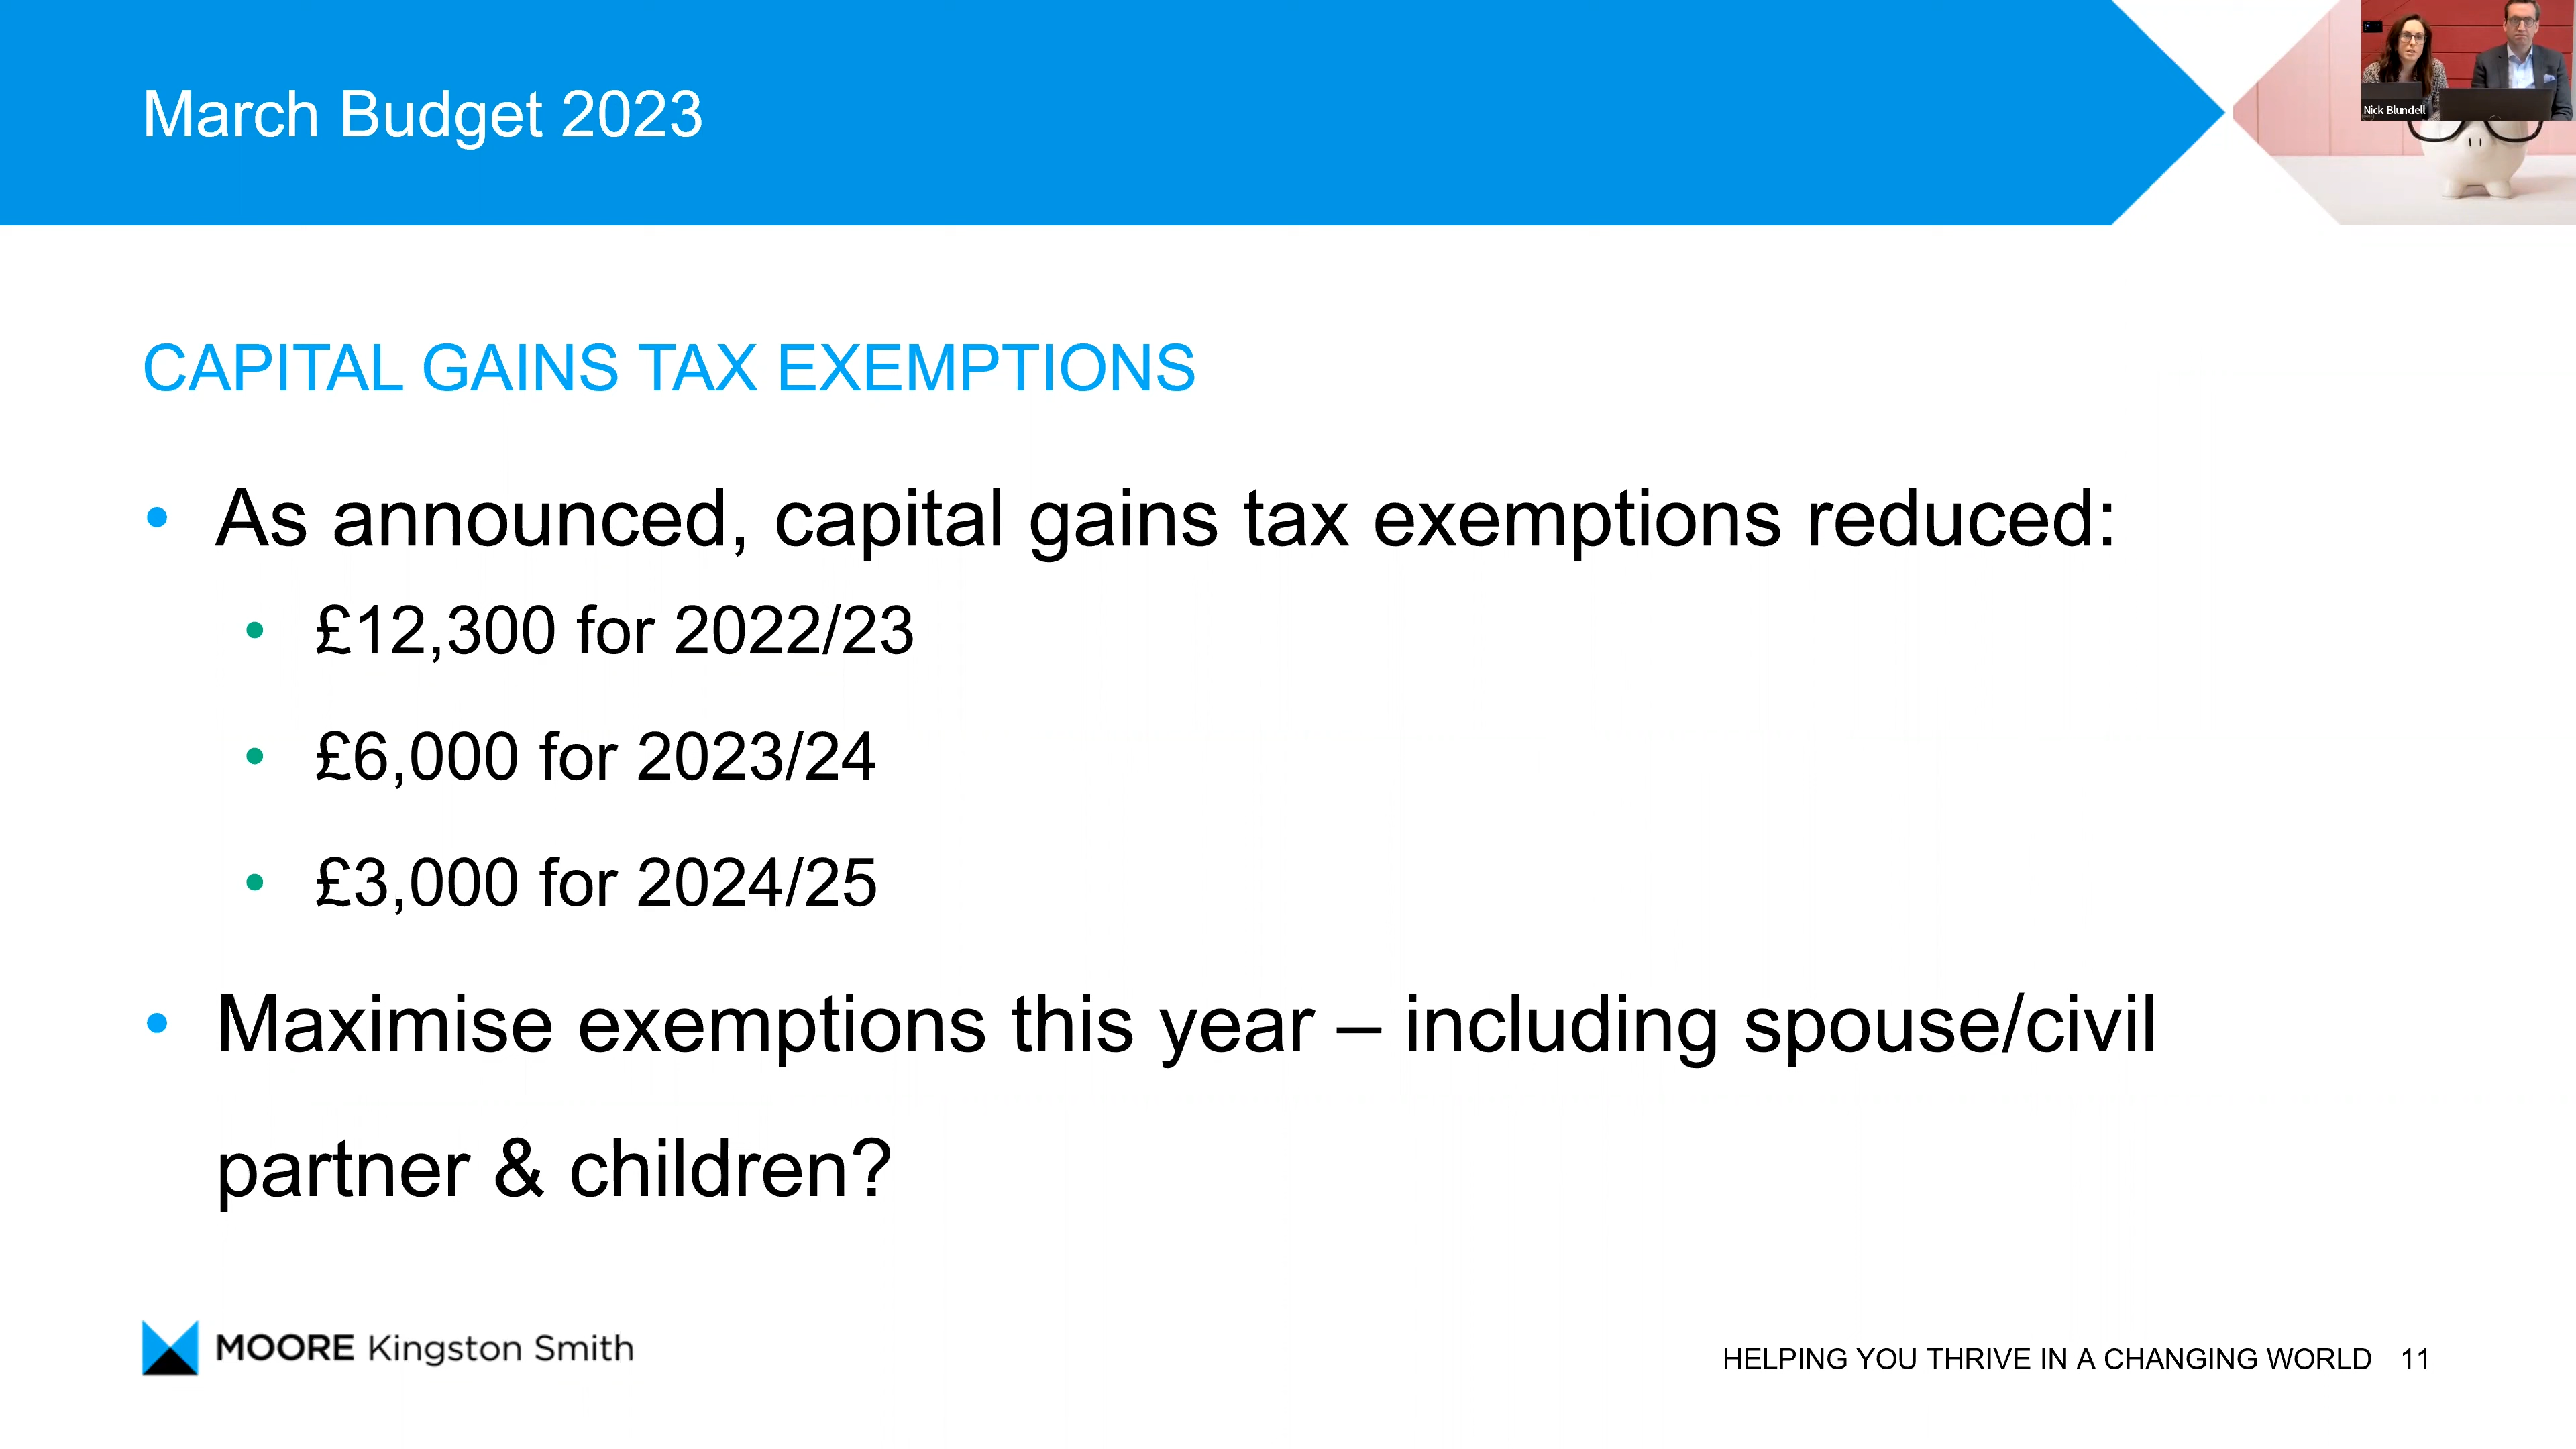 March Budget 2023
Nick Blundell
CAPITAL GAINS TAX EXEMPTIONS
• As announced, capital gains tax exemptions reduced:
• £12,300 for 2022/23
• £6,000 for 2023/24
• £3,000 for 2024/25
• Maximise exemptions this year – including spouse/civil
partner & children?
MOORE Kingston Smith
HELPING YOU THRIVE IN A CHANGING WORLD 11